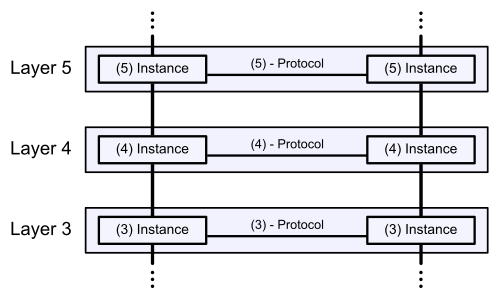 Layer 5
(5) Instance
(5) - Protocol
(5) Instance
Layer 4
(4) Instance
(4) - Protocol
(4) Instance
Layer 3
(3) Instance
(3) - Protocol
(3) Instance